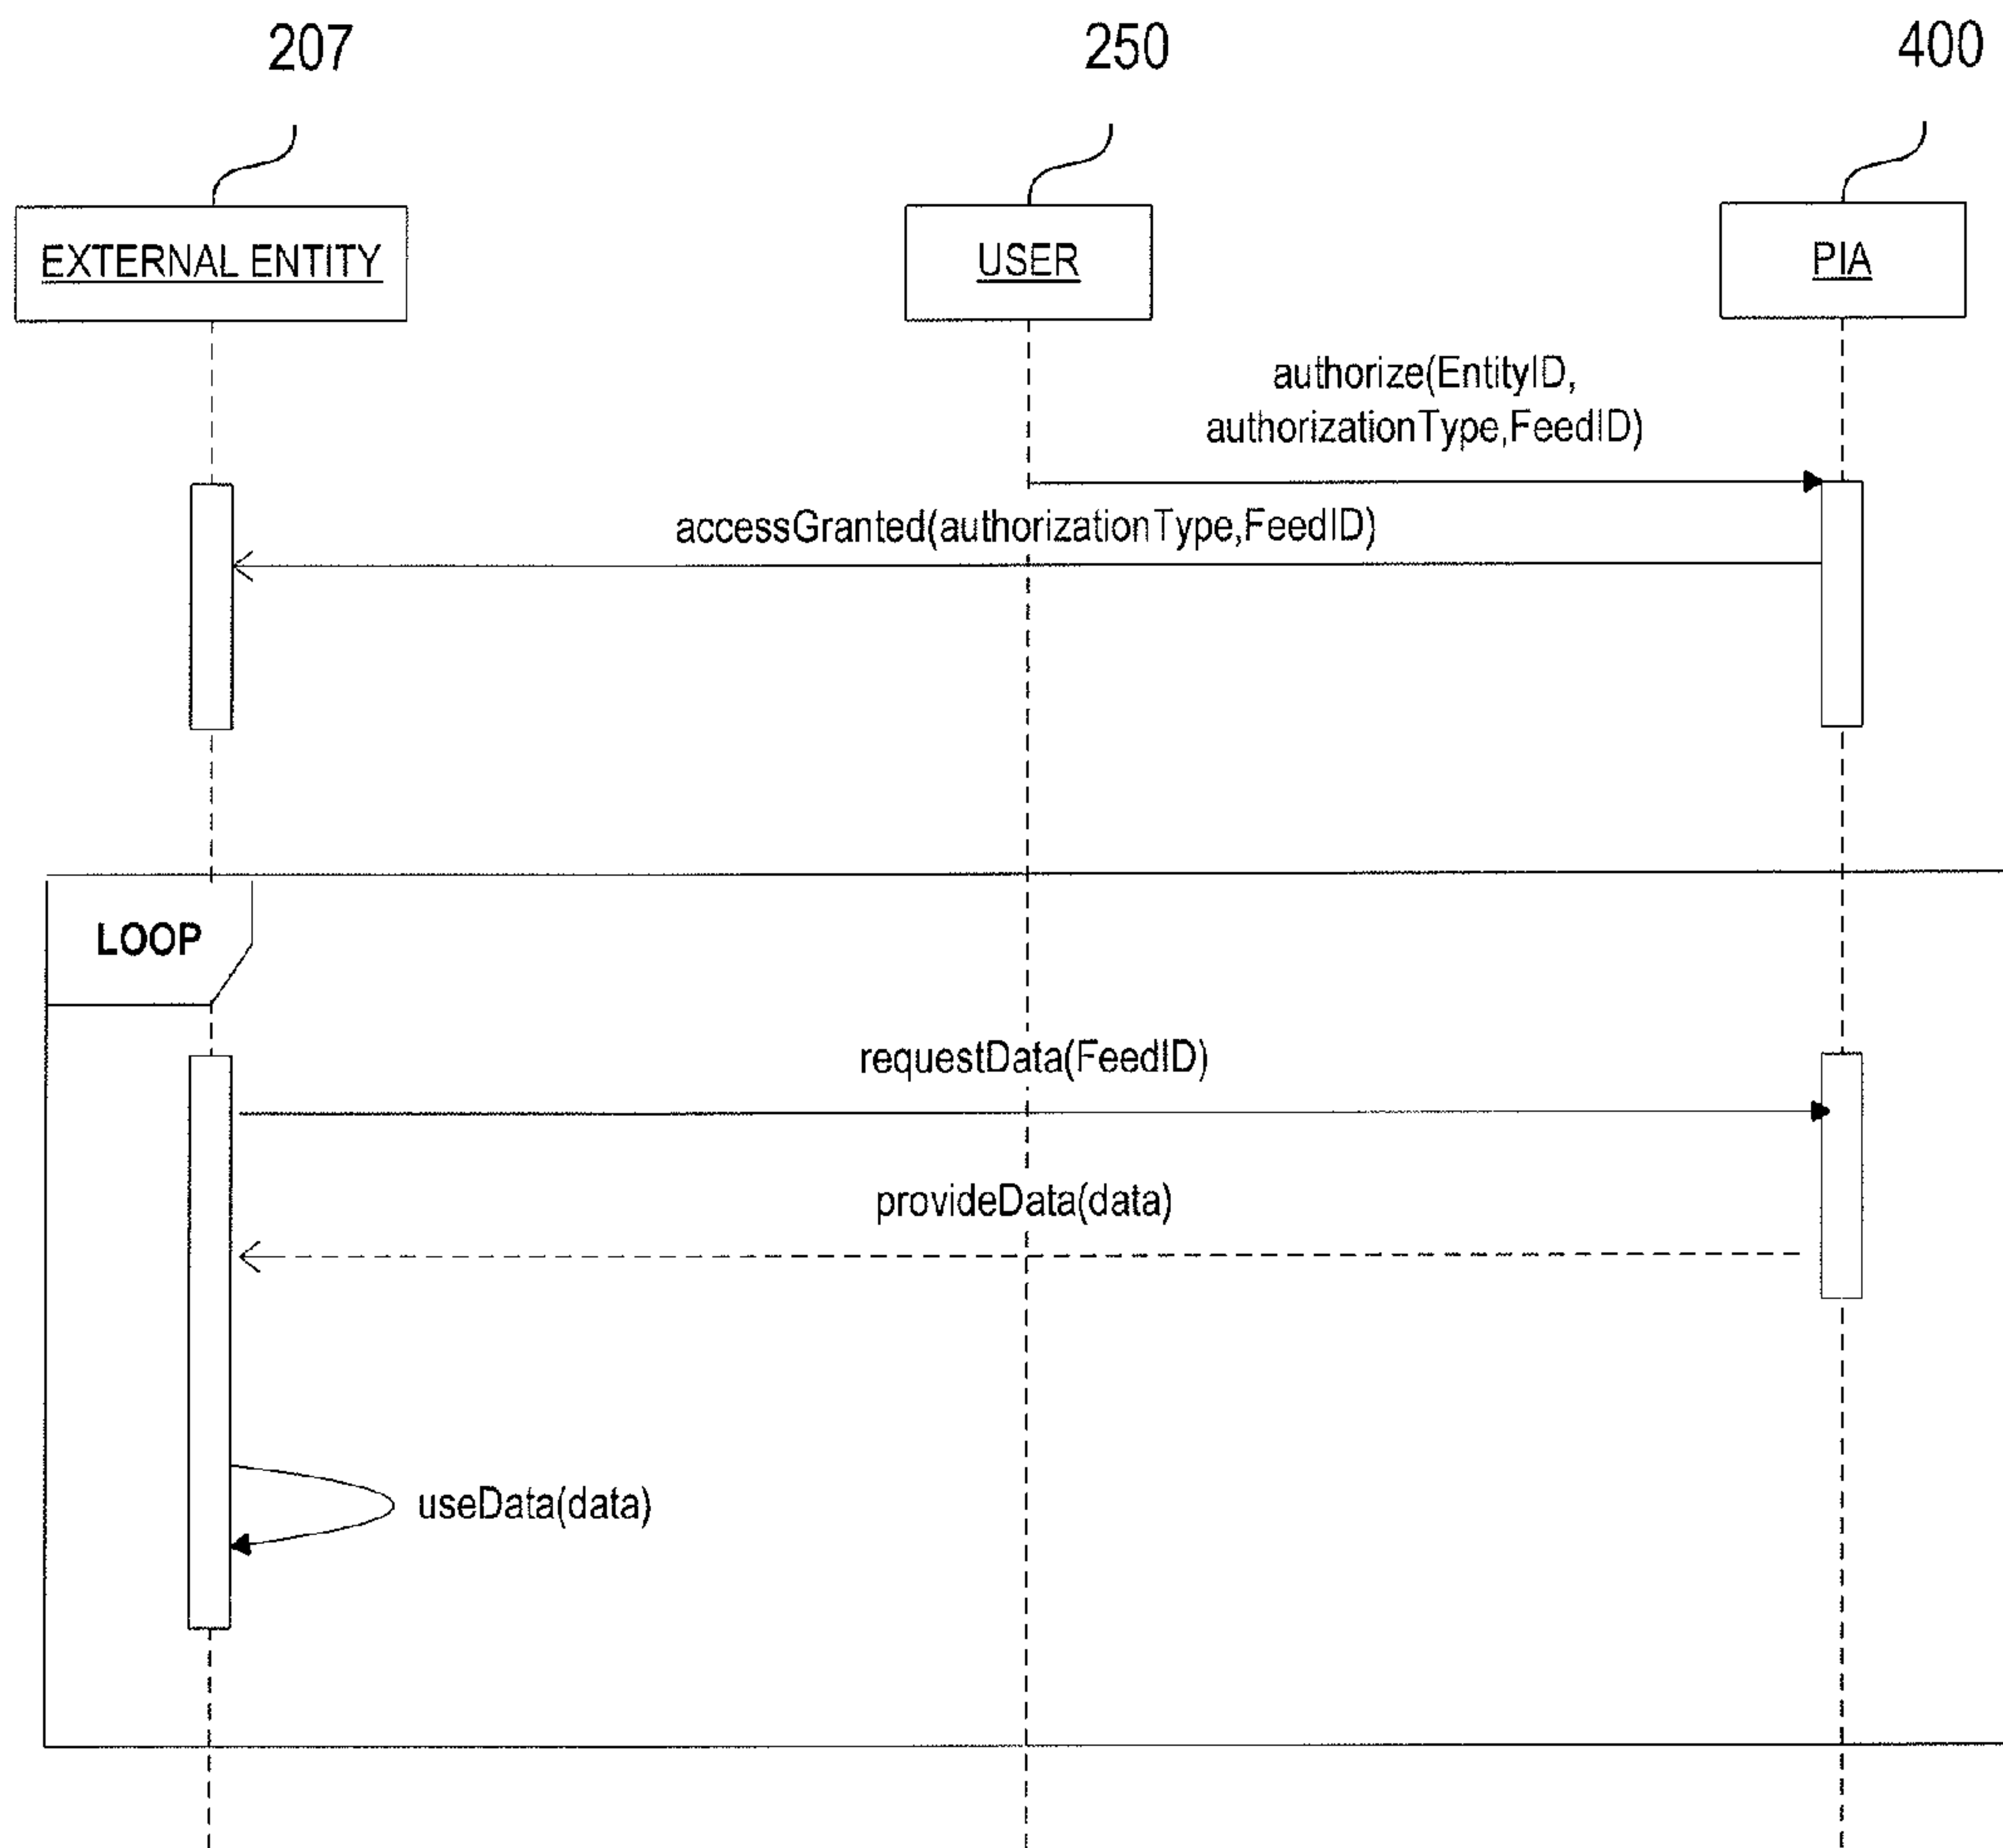 207
250
400
EXTERNAL ENTITY
USER
PIA
authorize(EntityID,
authorizationType,FeedID)
accessGranted(authorizationType,FeedID)
LOOP
requestData(FeedID)
provideData(data)
useData(data)